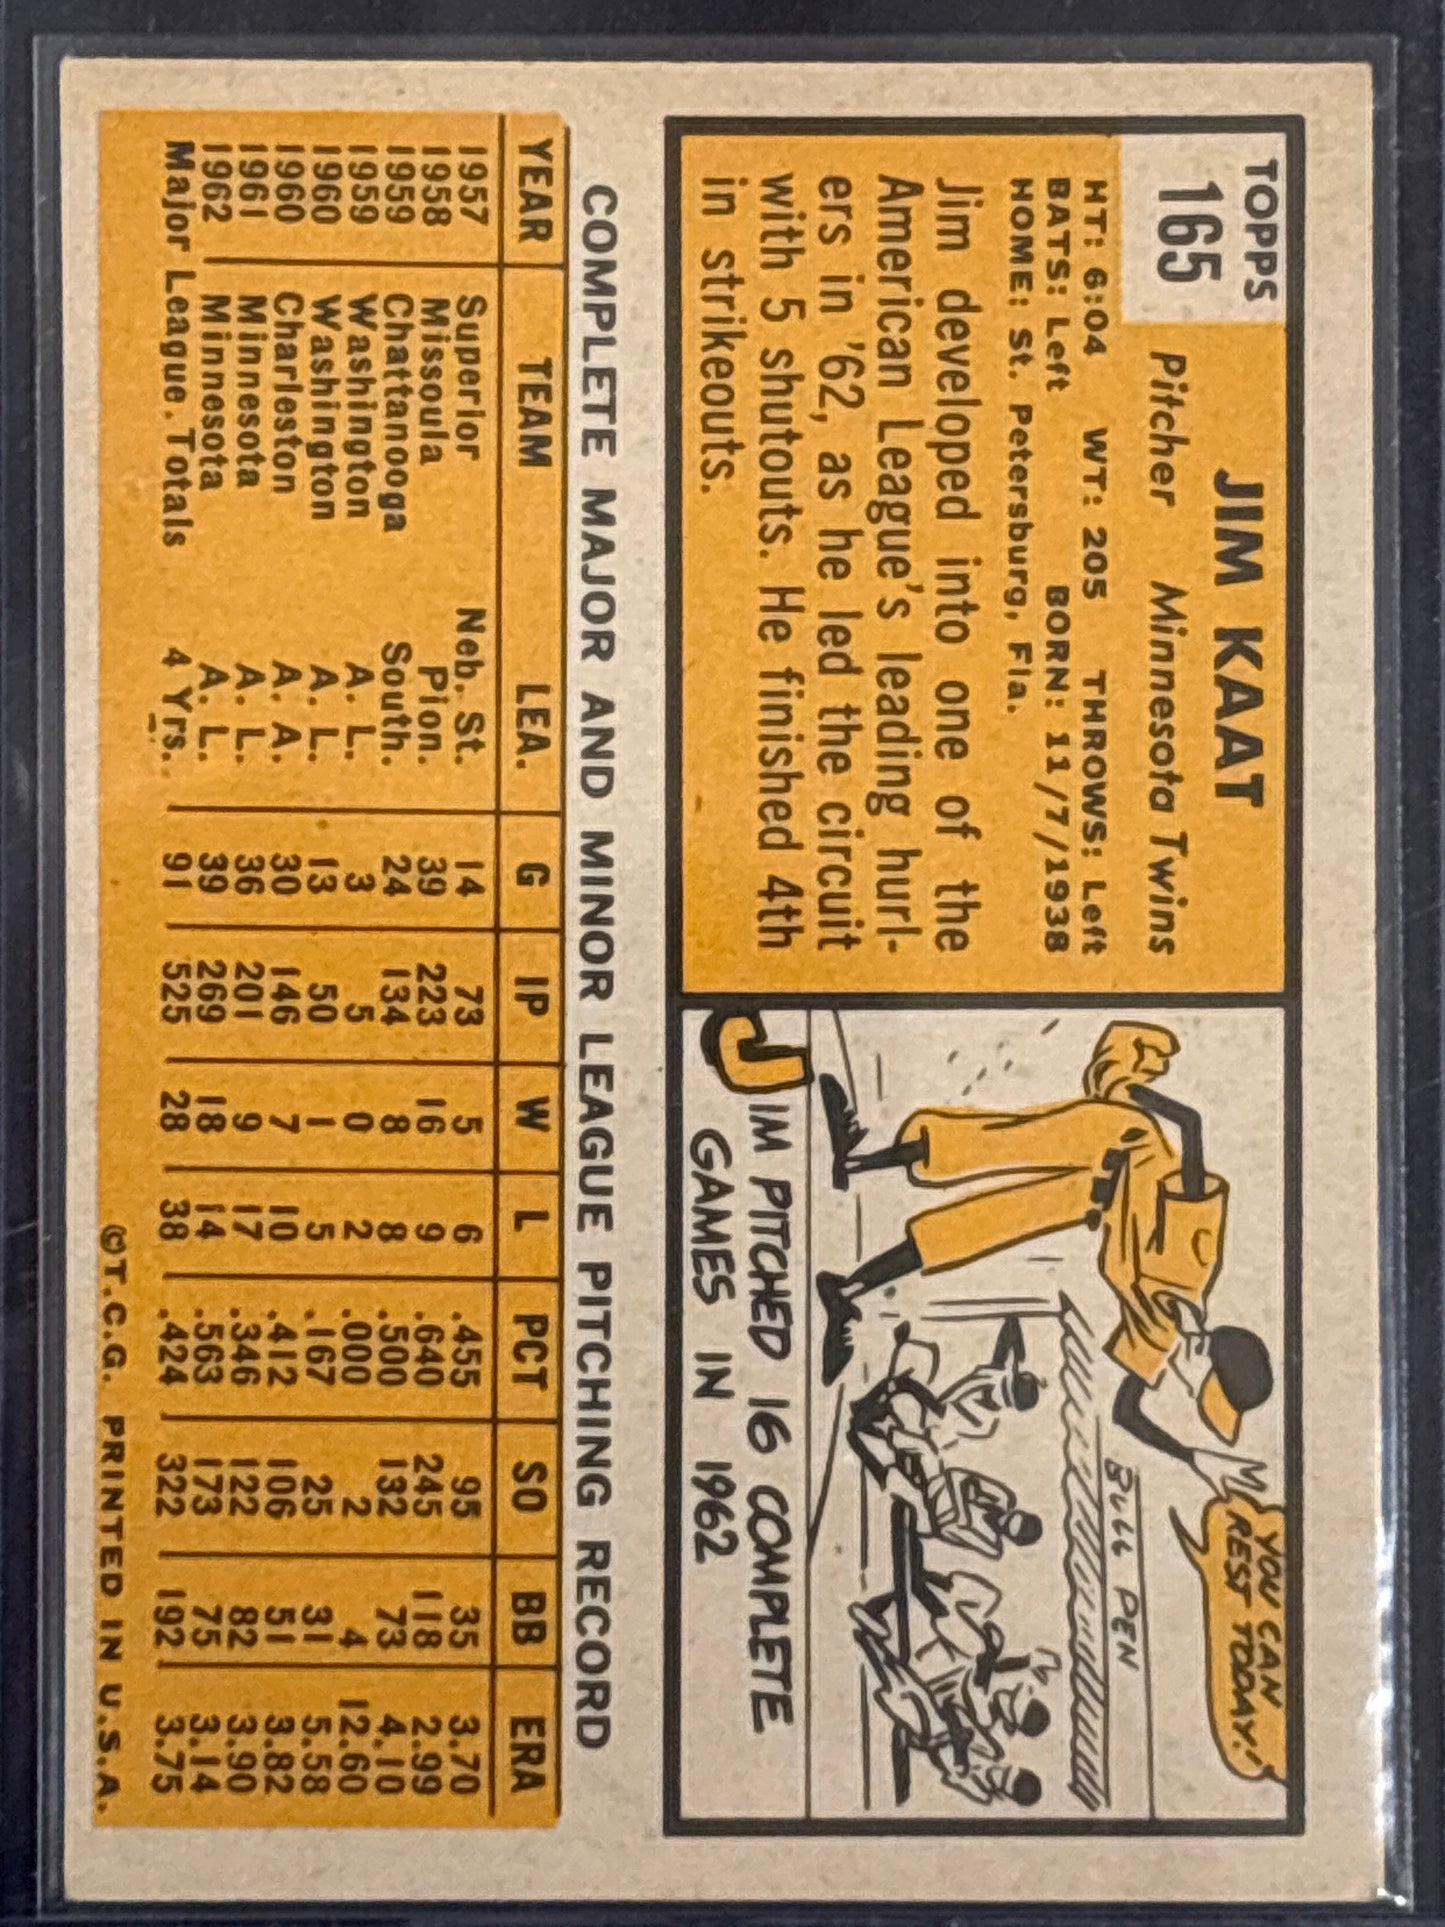 TOPPS
165
JIM KAAT
Pitcher Minnesota Twins
HT: 6:04 WT: 205 THROWS: Left
BATS: Left BORN: 11/7/1938
HOME: St. Petersburg, Fla.
Jim developed into one of the
American League's leading hurl-
ers in '62, as he led the circuit
with 5 shutouts. He finished 4th
in strikeouts.
YOU CAN
REST TODAY!
BULL PEN
JIM PITCHED 16 COMPLETE
GAMES IN 1962
COMPLETE MAJOR AND MINOR LEAGUE PITCHING RECORD
YEAR TEAM LEA. G IP W L PCT SO BB ERA
1957 Superior Neb. St. 14 73 5 6 .455 95 35 3.70
1958 Missoula Pion. 39 223 16 9 .640 245 118 2.99
1959 Chattanooga South. 24 134 8 8 .500 132 73 4.10
1959 Washington A. L. 3 5 0 2 .000 2 4 12.60
1960 Washington A. L. 13 50 1 5 .167 25 31 5.58
1960 Charleston A. A. 30 146 7 10 .412 106 51 3.82
1961 Minnesota A. L. 36 201 9 17 .346 122 82 3.90
1962 Minnesota A. L. 39 269 18 14 .563 173 75 3.14
Major League Totals 4 Yrs. 91 525 28 38 .424 322 192 3.75
©T.C.G. PRINTED IN U.S.A.